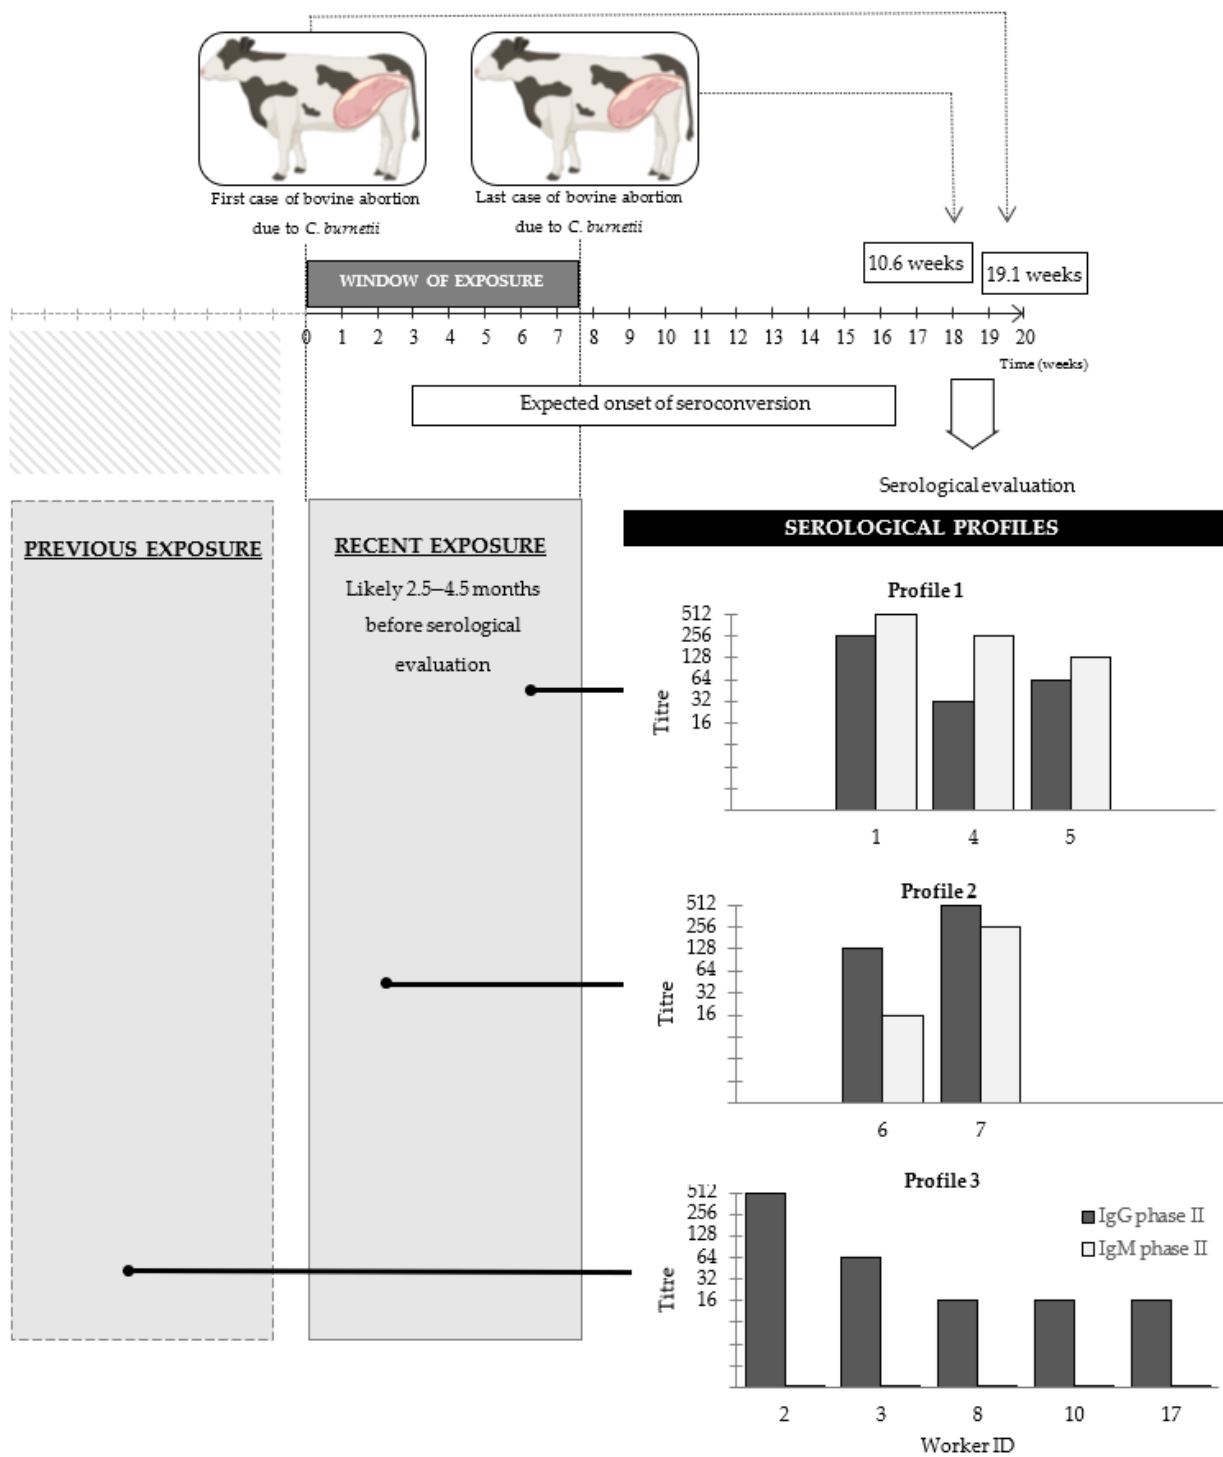 First case of bovine abortion
due to C. burnetii
Last case of bovine abortion
due to C. burnetii
10.6 weeks
19.1 weeks
WINDOW OF EXPOSURE
0 1 2 3 4 5 6 7 8 9 10 11 12 13 14 15 16 17 18 19 20
Time (weeks)
Expected onset of seroconversion
Serological evaluation
PREVIOUS EXPOSURE
RECENT EXPOSURE
Likely 2.5–4.5 months
before serological
evaluation
SEROLOGICAL PROFILES
Profile 1
512
256
128
64
32
16
Titre
1 4 5
Profile 2
512
256
128
64
32
16
Titre
6 7
Profile 3
512
256
128
64
32
16
Titre
IgG phase II
IgM phase II
2 3 8 10 17
Worker ID